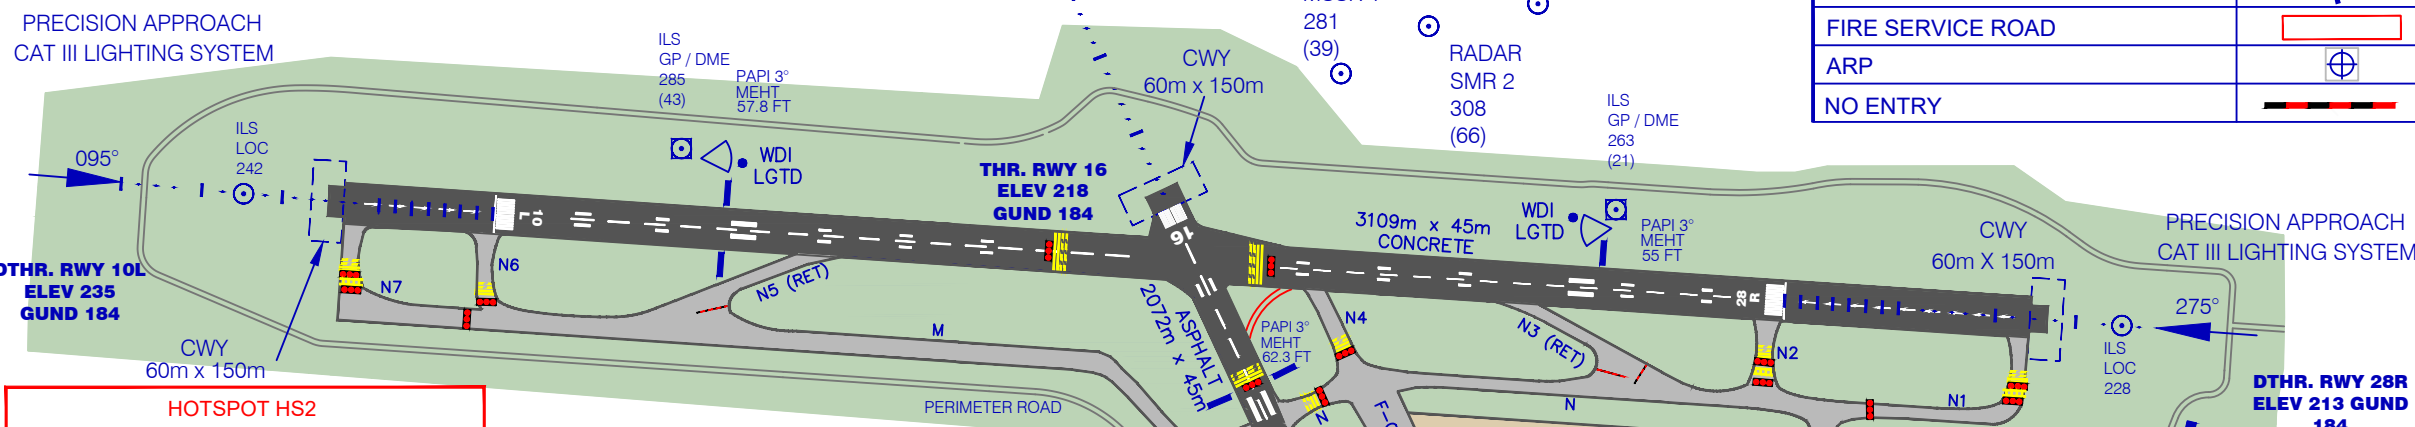 PRECISION APPROACH
CAT III LIGHTING SYSTEM
095°
ILS
LOC
242
DTHR. RWY 10L
ELEV 235
GUND 184
CWY
60m x 150m
HOTSPOT HS2
N7
N6
10
L
ILS
GP / DME
285
(43)
PAPI 3°
MEHT
57.8 FT
WDI
LGTD
N5 (RET)
M
PERIMETER ROAD
THR. RWY 16
ELEV 218
GUND 184
CWY
60m x 150m
16
2072m x 45m
ASPHALT
281
(39)
RADAR
SMR 2
308
(66)
3109m x 45m
CONCRETE
PAPI 3°
MEHT
62.3 FT
N4
N
ILS
GP / DME
263
(21)
WDI
LGTD
PAPI 3°
MEHT
55 FT
N3 (RET)
N
N2
N1
28
R
CWY
60m X 150m
PRECISION APPROACH
CAT III LIGHTING SYSTEM
275°
ILS
LOC
228
DTHR. RWY 28R
ELEV 213 GUND
184
FIRE SERVICE ROAD
ARP
NO ENTRY